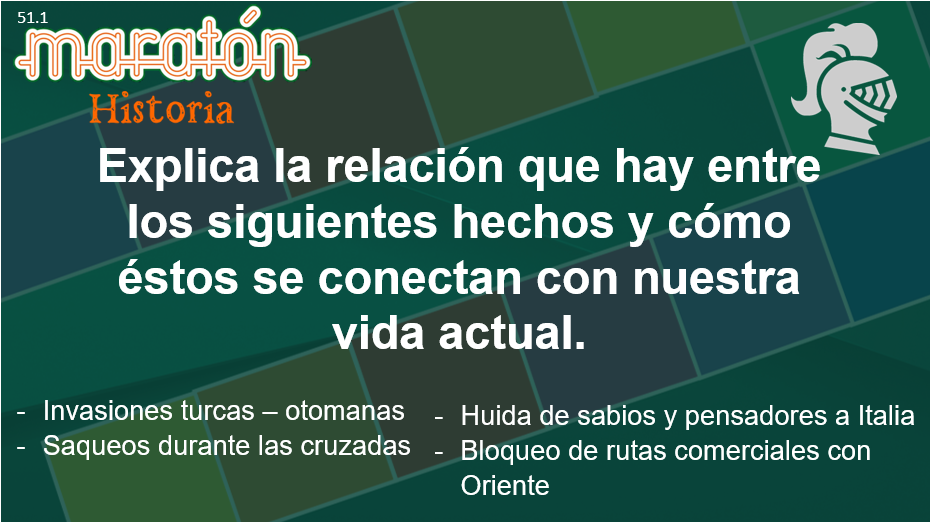 51.1
maratón
Historia
Explica la relación que hay entre
los siguientes hechos y cómo
éstos se conectan con nuestra
vida actual.
- Invasiones turcas – otomanas
- Saqueos durante las cruzadas
- Huida de sabios y pensadores a Italia
- Bloqueo de rutas comerciales con
Oriente